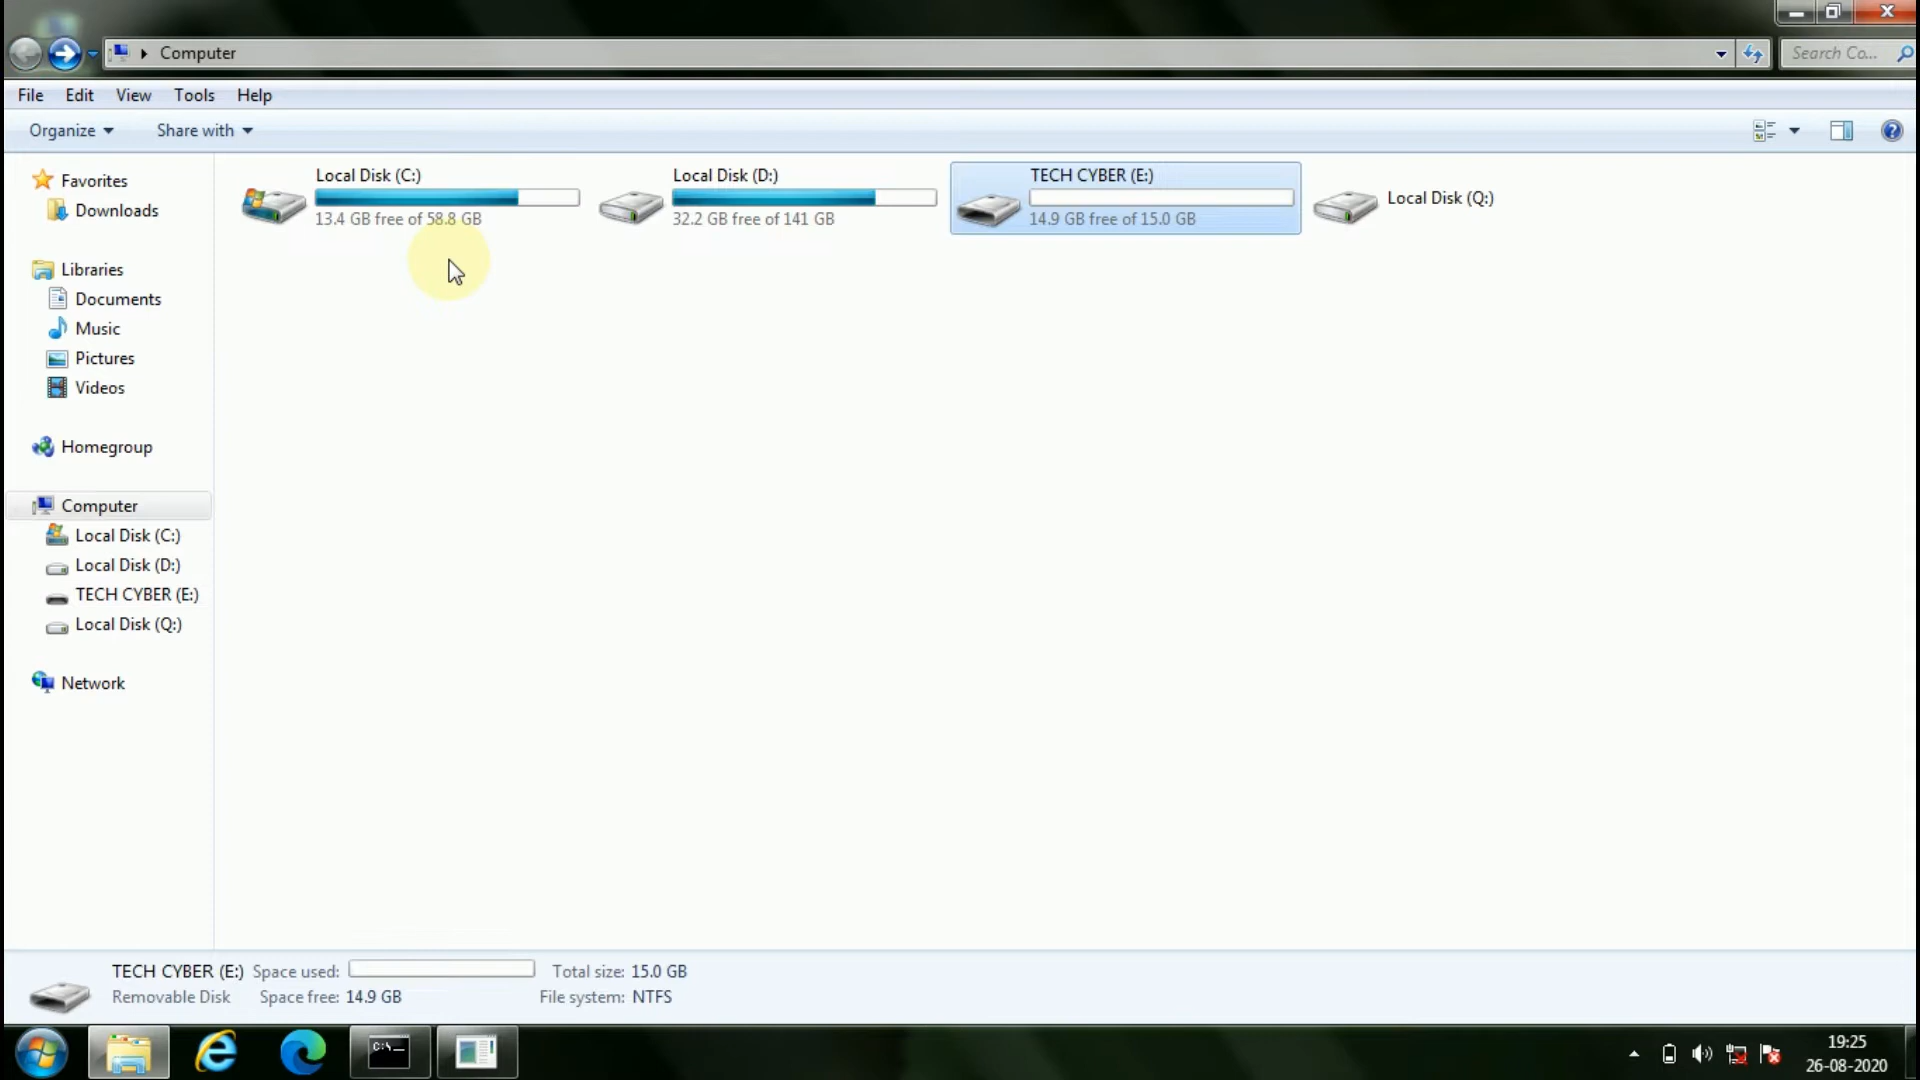 Computer
Search Co...
File Edit View Tools Help
Organize Share with
Favorites
Downloads
Libraries
Documents
Music
Pictures
Videos
Homegroup
Computer
Local Disk (C:)
Local Disk (D:)
TECH CYBER (E:)
Local Disk (Q:)
Network
Local Disk (C:)
13.4 GB free of 58.8 GB
Local Disk (D:)
32.2 GB free of 141 GB
TECH CYBER (E:)
14.9 GB free of 15.0 GB
Local Disk (Q:)
TECH CYBER (E:) Space used: Total size: 15.0 GB
Removable Disk Space free: 14.9 GB File system: NTFS
C:\
19:25
26-08-2020